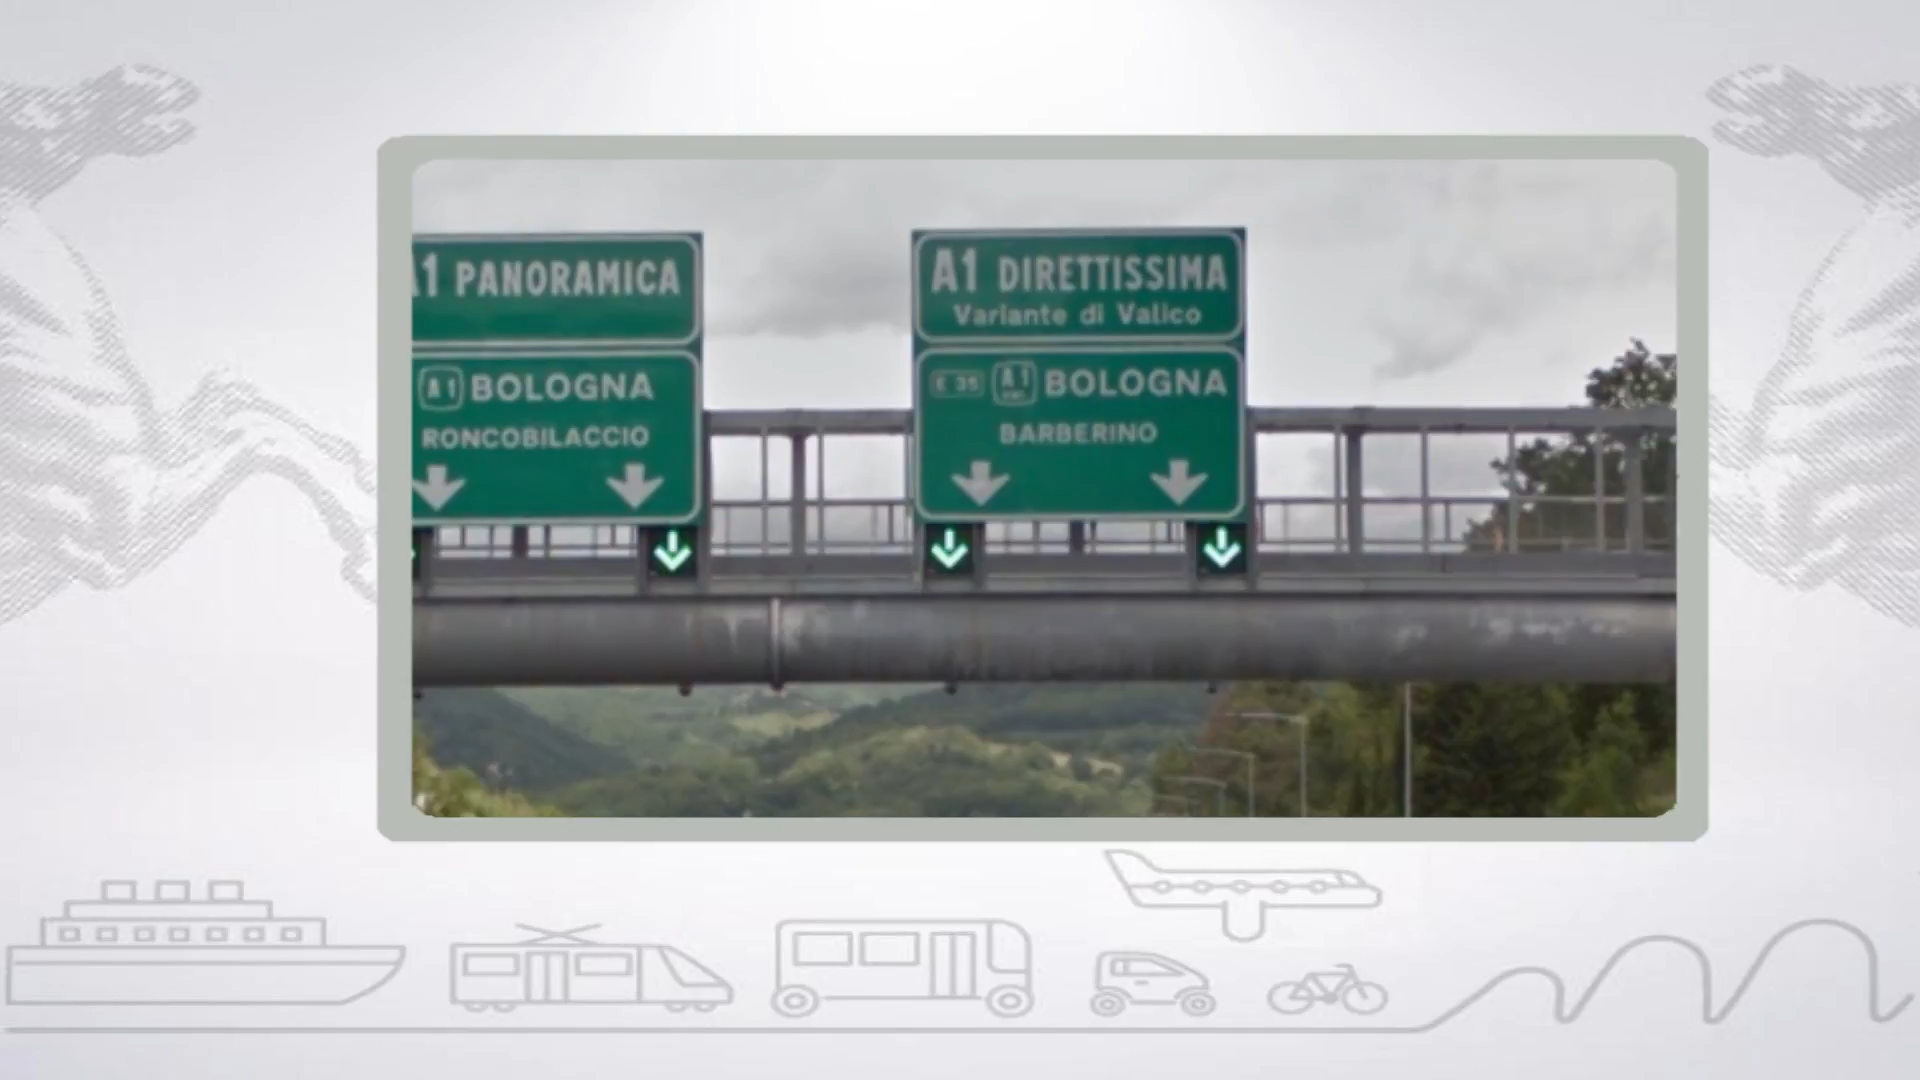 A1 PANORAMICA
A1 BOLOGNA
RONCOBILACCIO
A1 DIRETTISSIMA
Variante di Valico
E 35 A1 BOLOGNA
BARBERINO